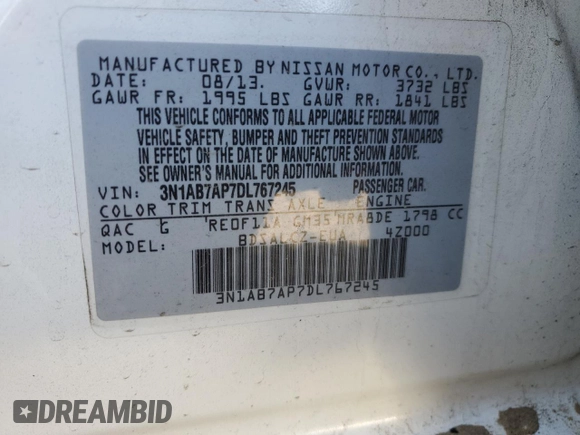 MANUFACTURED BY NISSAN MOTOR CO., LTD.
DATE: 08/13. GVWR: 3732 LBS
GAWR FR: 1995 LBS GAWR RR: 1841 LBS
THIS VEHICLE CONFORMS TO ALL APPLICABLE FEDERAL MOTOR
VEHICLE SAFETY, BUMPER AND THEFT PREVENTION STANDARDS
IN EFFECT ON THE DATE OF MANUFACTURE SHOWN ABOVE.
SEE OWNER'S MANUAL FOR ADDITIONAL INFORMATION.
VIN: 3N1AB7AP7DL767245 PASSENGER CAR.
COLOR TRIM TRANS AXLE ENGINE
QAC G RE0F11A GM35 MRA8DE 1798 CC
MODEL: BDSALCZ-EUA 4Z000
3N1AB7AP7DL767245
DREAMBID